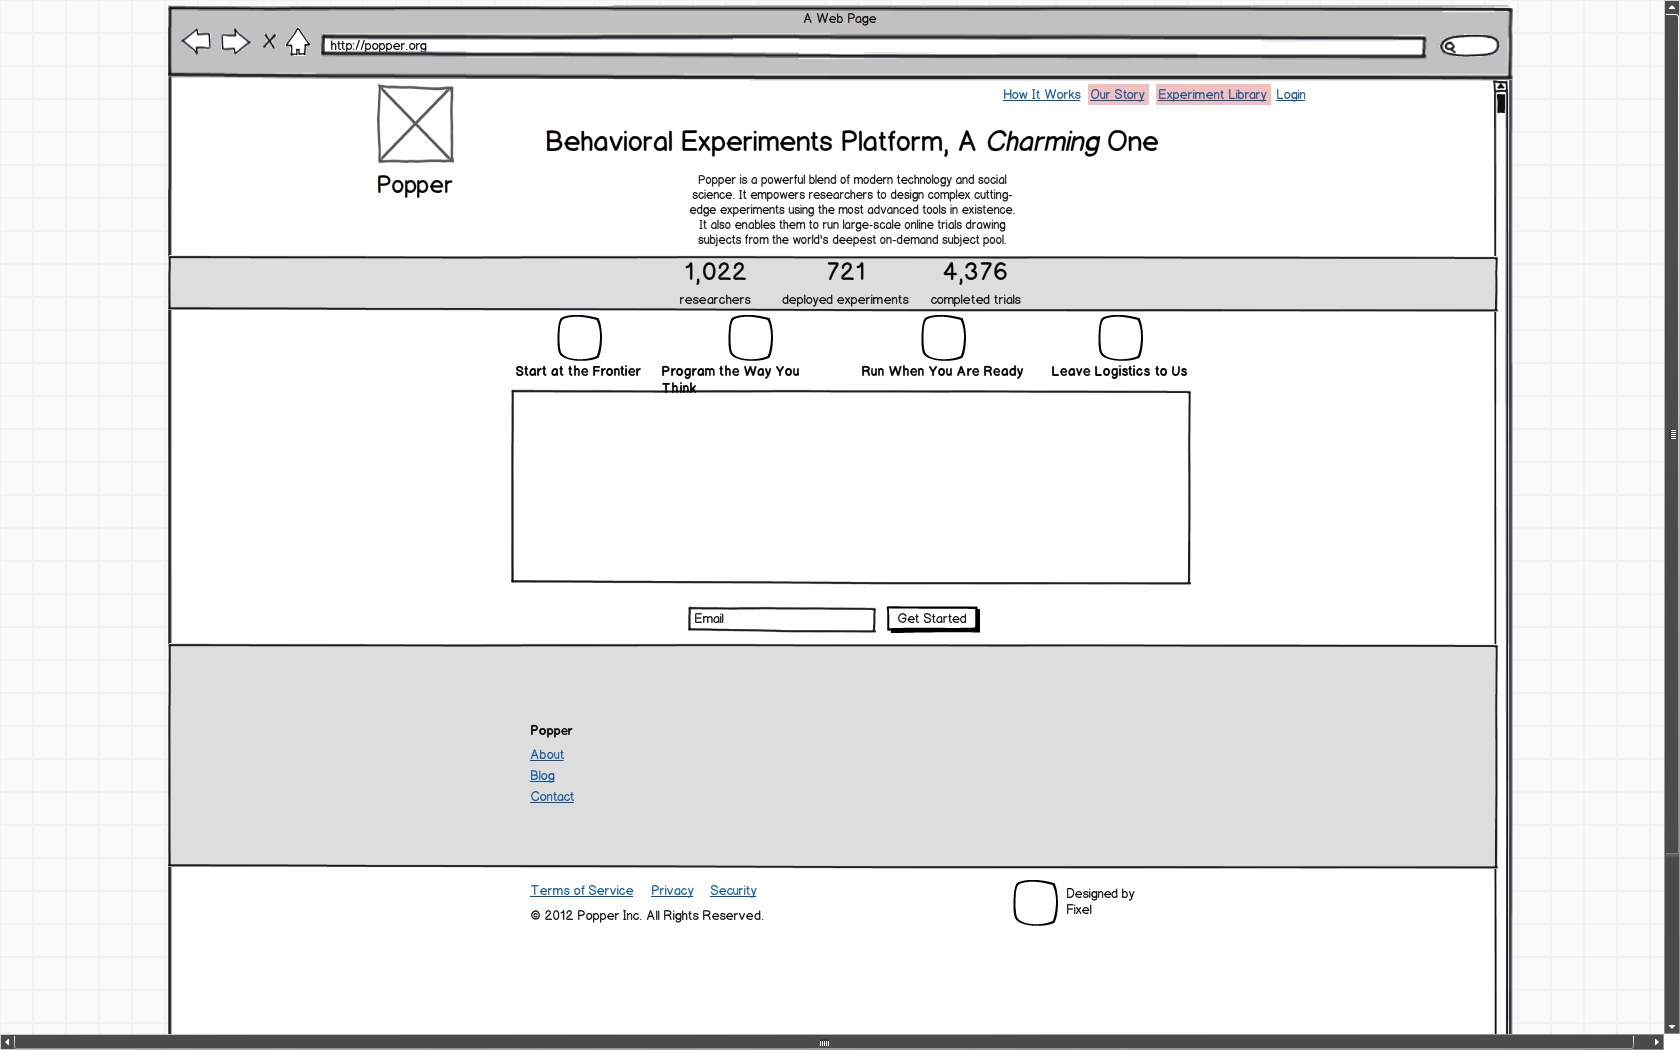 A Web Page
http://popper.org
How It Works Our Story Experiment Library Login
Behavioral Experiments Platform, A Charming One
Popper
Popper is a powerful blend of modern technology and social
science. It empowers researchers to design complex cutting-
edge experiments using the most advanced tools in existence.
It also enables them to run large-scale online trials drawing
subjects from the world's deepest on-demand subject pool.
1,022 721 4,376
researchers deployed experiments completed trials
Start at the Frontier Program the Way You Run When You Are Ready Leave Logistics to Us
Think
Email Get Started
Popper
About
Blog
Contact
Terms of Service Privacy Security
Designed by
Fixel
© 2012 Popper Inc. All Rights Reserved.